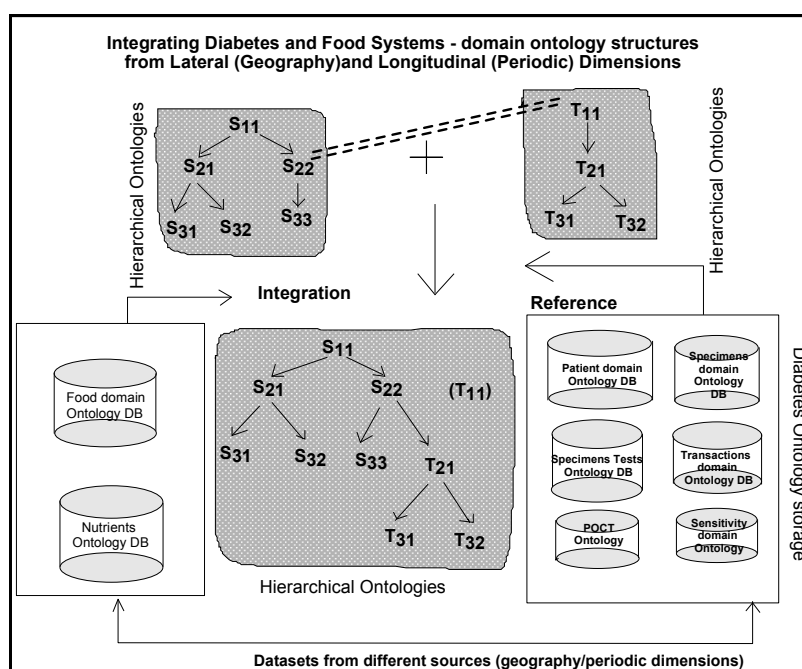 Integrating Diabetes and Food Systems - domain ontology structures
from Lateral (Geography)and Longitudinal (Periodic) Dimensions
Hierarchical Ontologies
S11
S21
S22
S31
S32
S33
T11
T21
T31
T32
Hierarchical Ontologies
Integration
Reference
Food domain
Ontology DB
Nutrients
Ontology DB
S11
S21
S22
(T11)
S31
S32
S33
T21
T31
T32
Hierarchical Ontologies
Patient domain
Ontology DB
Specimens
domain
Ontology
DB
Specimens Tests
Ontology DB
Transactions
domain
Ontology DB
POCT
Ontology
Sensitivity
domain
Ontology
Diabetes Ontology storage
Datasets from different sources (geography/periodic dimensions)